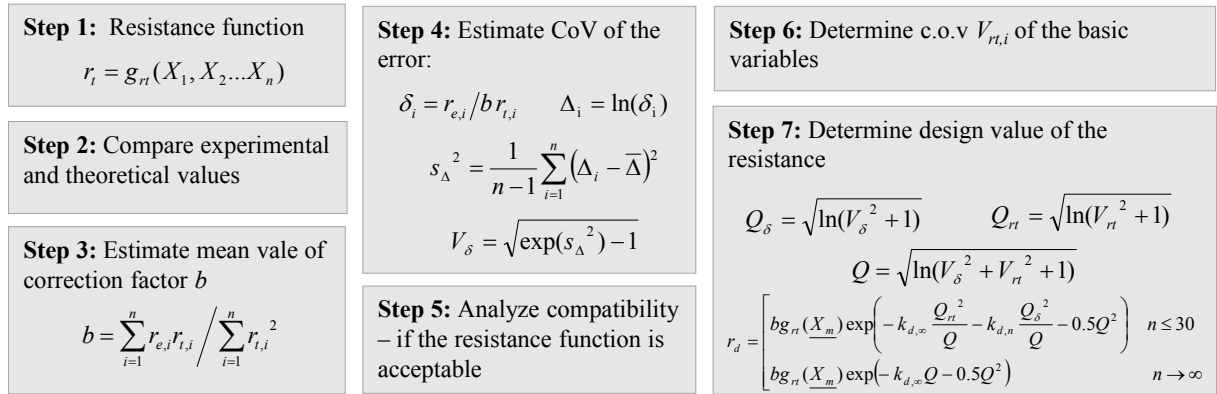 Step 1: Resistance function
r_t = g_rt(X_1, X_2...X_n)
Step 2: Compare experimental
and theoretical values
Step 3: Estimate mean vale of
correction factor b
b = ∑_{i=1}^{n} r_{e,i} r_{t,i} / ∑_{i=1}^{n} r_{t,i}^2
Step 4: Estimate CoV of the
error:
δ_i = r_{e,i}/b r_{t,i} Δ_i = ln(δ_i)
s_Δ^2 = 1/(n−1) ∑_{i=1}^{n} (Δ_i − Δ̅)^2
V_δ = √(exp(s_Δ^2) − 1)
Step 5: Analyze compatibility
– if the resistance function is
acceptable
Step 6: Determine c.o.v V_{rt,i} of the basic
variables
Step 7: Determine design value of the
resistance
Q_δ = √(ln(V_δ^2 + 1)) Q_rt = √(ln(V_rt^2 + 1))
Q = √(ln(V_δ^2 + V_rt^2 + 1))
r_d = [ b g_rt(X_m) exp(−k_{d,∞} Q_rt^2/Q − k_{d,n} Q_δ^2/Q − 0.5Q^2) n ≤ 30
b g_rt(X_m) exp(−k_{d,∞} Q − 0.5Q^2) n → ∞